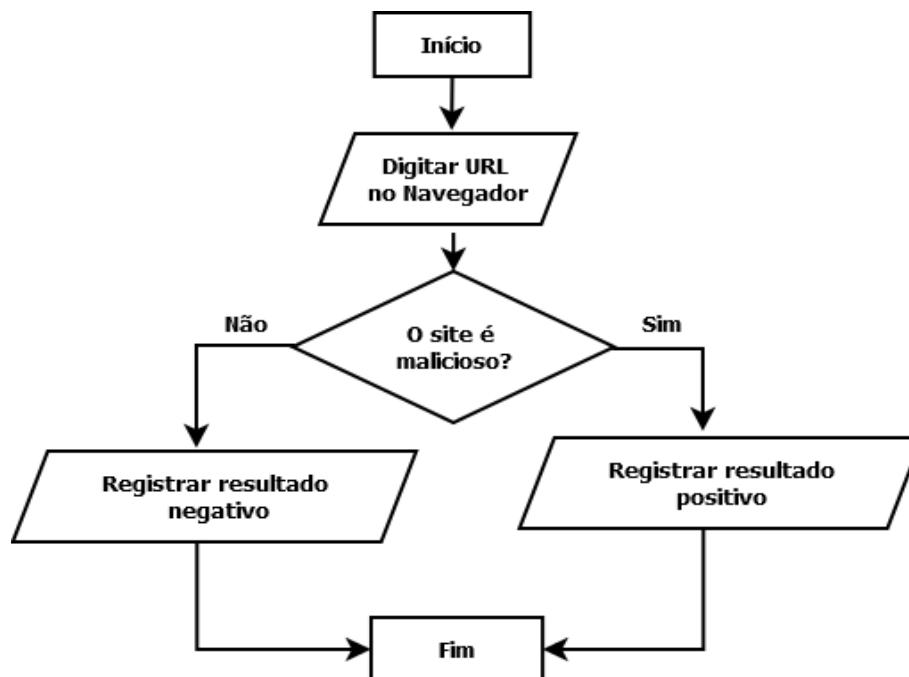 Início
Digitar URL
no Navegador
Não
Sim
O site é
malicioso?
Registrar resultado
negativo
Registrar resultado
positivo
Fim